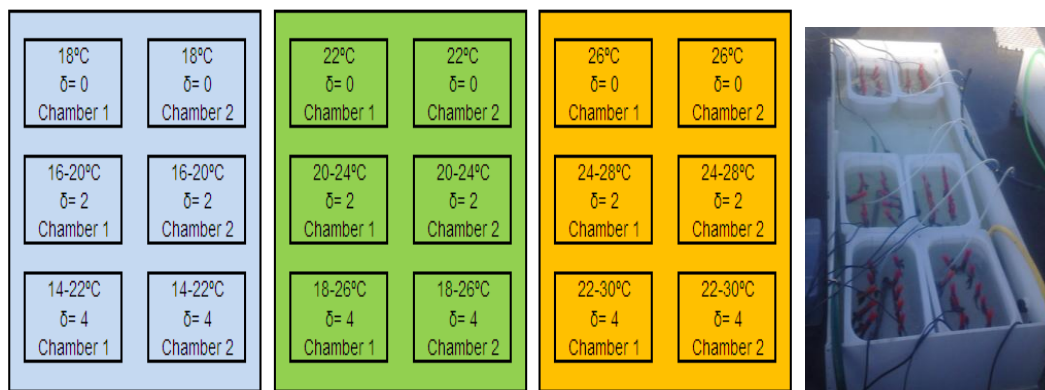 18ºC
δ= 0
Chamber 1
18ºC
δ= 0
Chamber 2
16-20ºC
δ= 2
Chamber 1
16-20ºC
δ= 2
Chamber 2
14-22ºC
δ= 4
Chamber 1
14-22ºC
δ= 4
Chamber 2
22ºC
δ= 0
Chamber 1
22ºC
δ= 0
Chamber 2
20-24ºC
δ= 2
Chamber 1
20-24ºC
δ= 2
Chamber 2
18-26ºC
δ= 4
Chamber 1
18-26ºC
δ= 4
Chamber 2
26ºC
δ= 0
Chamber 1
26ºC
δ= 0
Chamber 2
24-28ºC
δ= 2
Chamber 1
24-28ºC
δ= 2
Chamber 2
22-30ºC
δ= 4
Chamber 1
22-30ºC
δ= 4
Chamber 2